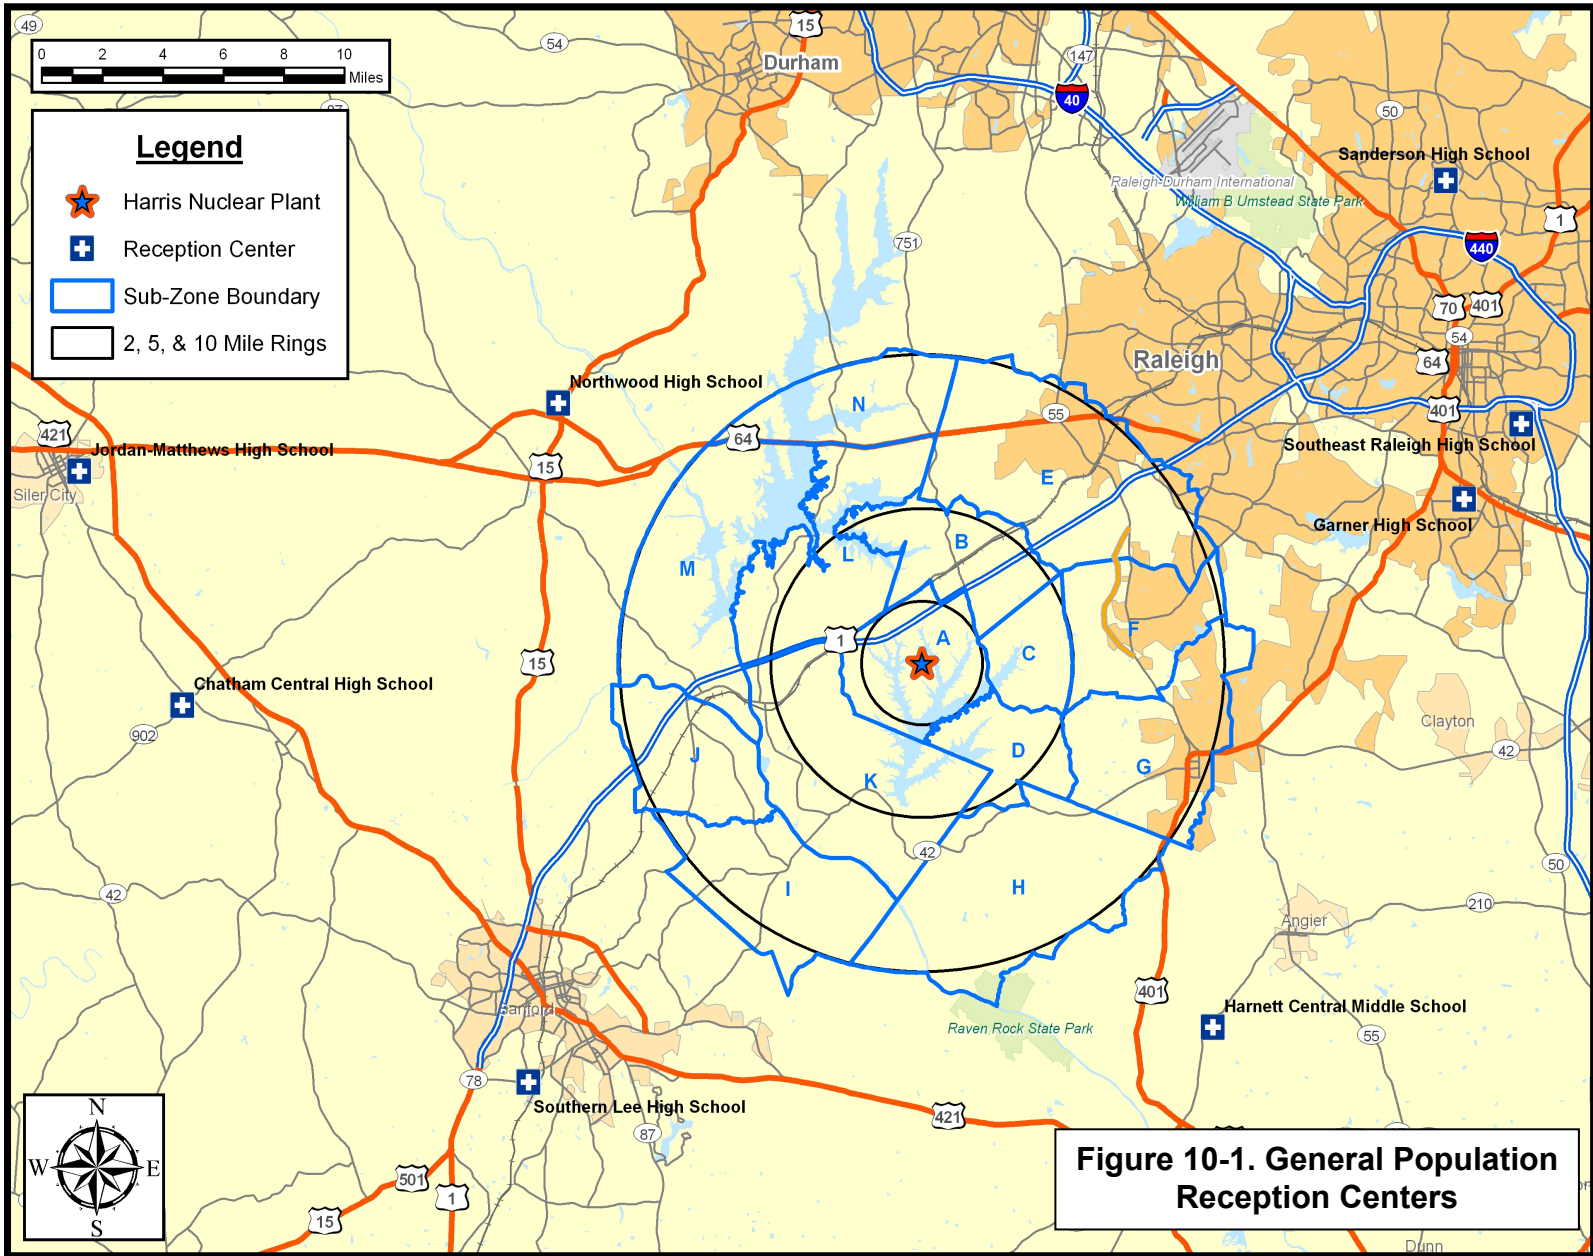 49
54
15
Durham
147
40
50
0 2 4 6 8 10
Miles
Legend
Harris Nuclear Plant
Reception Center
Sub-Zone Boundary
2, 5, & 10 Mile Rings
Sanderson High School
Raleigh-Durham International
William B Umstead State Park
1
751
440
70
401
54
64
Raleigh
Northwood High School
N
55
401
421
64
Jordan-Matthews High School
15
Southeast Raleigh High School
Siler City
E
Garner High School
B
L
M
F
1
A
C
15
Chatham Central High School
902
Clayton
42
D
J
G
K
42
50
I
H
42
210
Angier
401
Sanford
Harnett Central Middle School
Raven Rock State Park
55
78
Southern Lee High School
421
87
N
W E
S
501
1
15
Figure 10-1. General Population
Reception Centers
Dunn